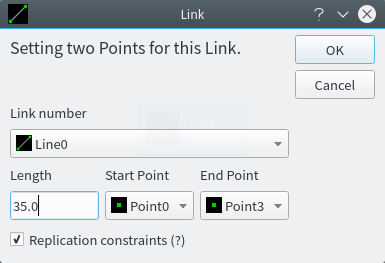 Link
Setting two Points for this Link.
OK
Cancel
Link number
Line0
Length Start Point End Point
35.0 Point0 Point3
Replication constraints (?)